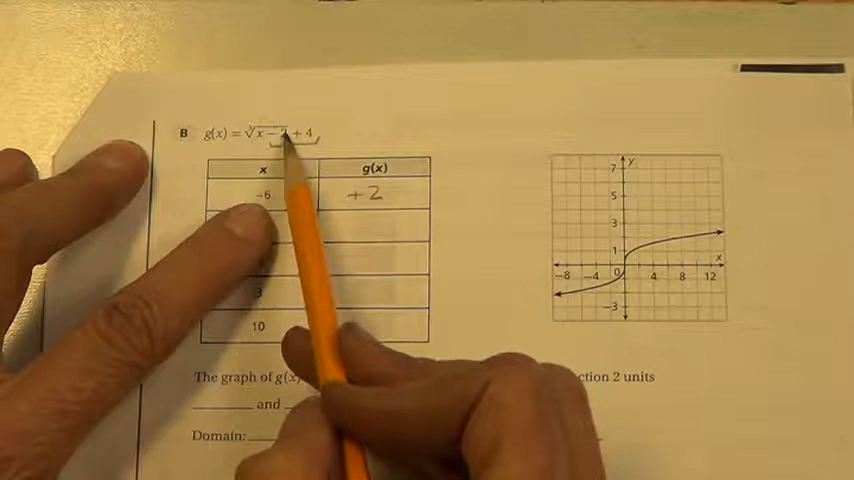 B g(x) = ∛x − + 4
x g(x)
−6 +2
3
10
The graph of g(x) ction 2 units
and
Domain:
y
7
5
3
1
x
−8 −4 0 4 8 12
−3